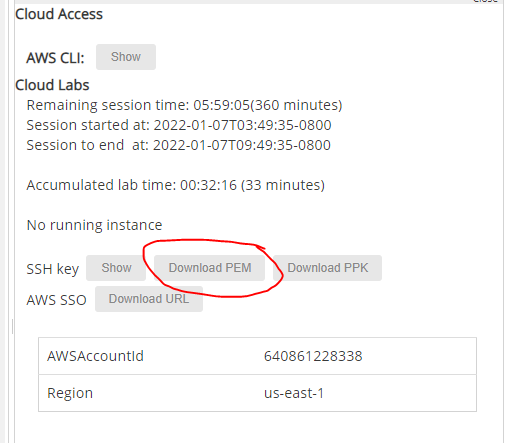 Cloud Access
AWS CLI: Show
Cloud Labs
Remaining session time: 05:59:05(360 minutes)
Session started at: 2022-01-07T03:49:35-0800
Session to end at: 2022-01-07T09:49:35-0800
Accumulated lab time: 00:32:16 (33 minutes)
No running instance
SSH key Show Download PEM Download PPK
AWS SSO Download URL
AWSAccountId 640861228338
Region us-east-1